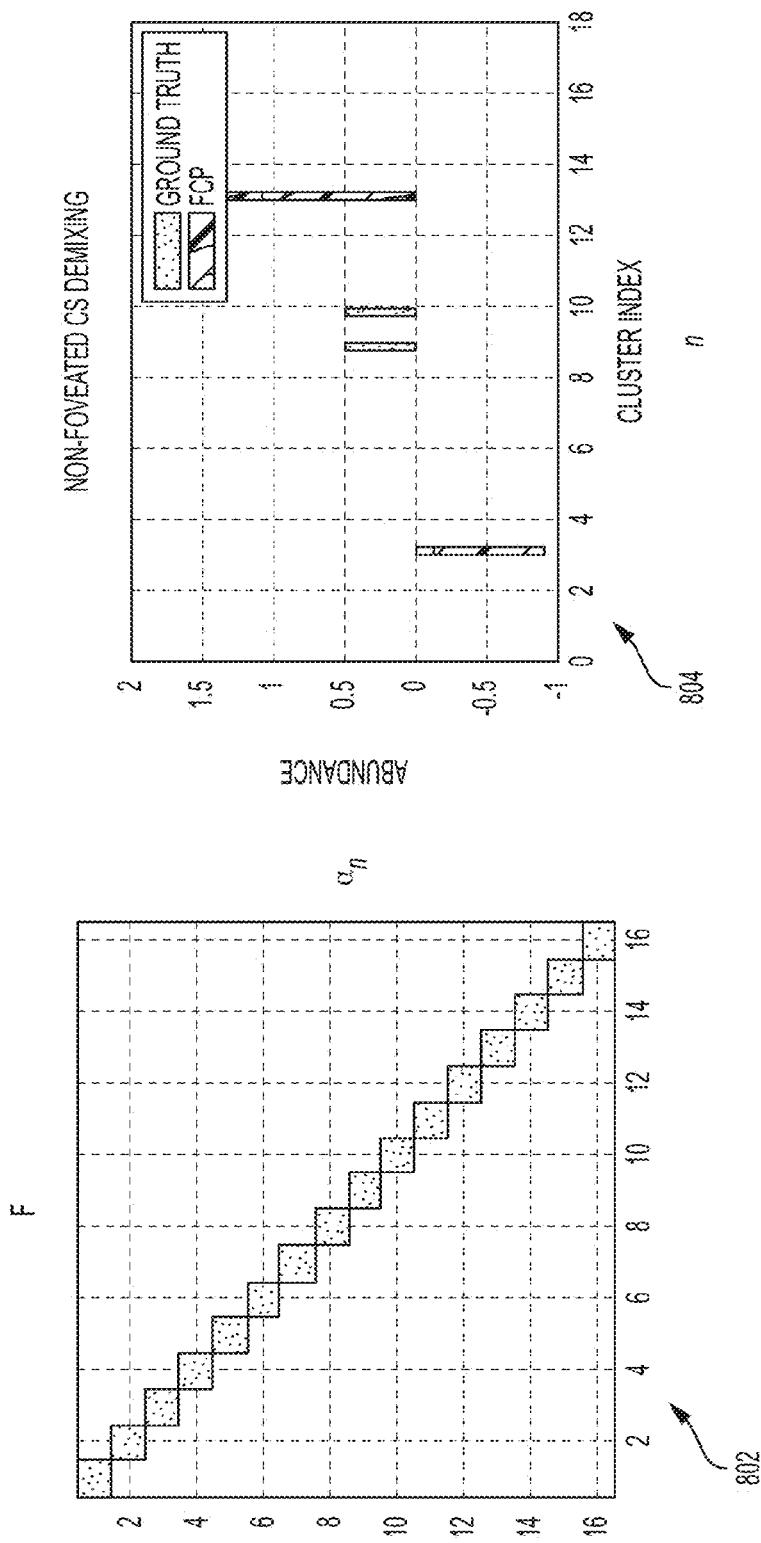 F
2
4
6
8
10
12
14
16
2 4 6 8 10 12 14 16
802
NON-FOVEATED CS DEMIXING
GROUND TRUTH
FCP
ABUNDANCE
αn
2
1.5
1
0.5
0
-0.5
-1
0 2 4 6 8 10 12 14 16 18
CLUSTER INDEX
n
804